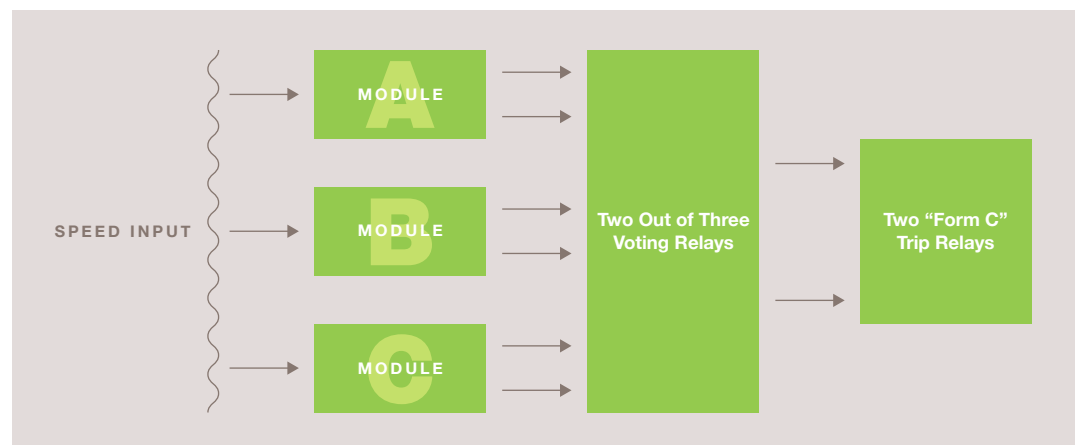 SPEED INPUT
A
MODULE
B
MODULE
C
MODULE
Two Out of Three
Voting Relays
Two “Form C”
Trip Relays